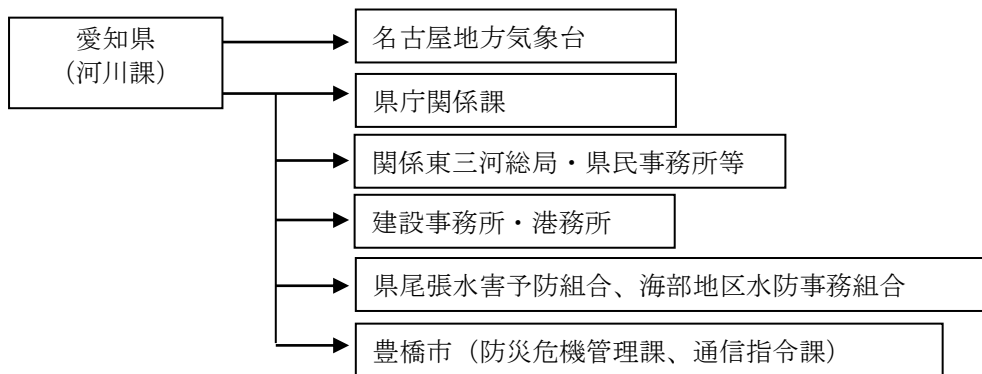 愛知県
(河川課)
名古屋地方気象台
県庁関係課
関係東三河総局・県民事務所等
建設事務所・港務所
県尾張水害予防組合、海部地区水防事務組合
豊橋市（防災危機管理課、通信指令課）